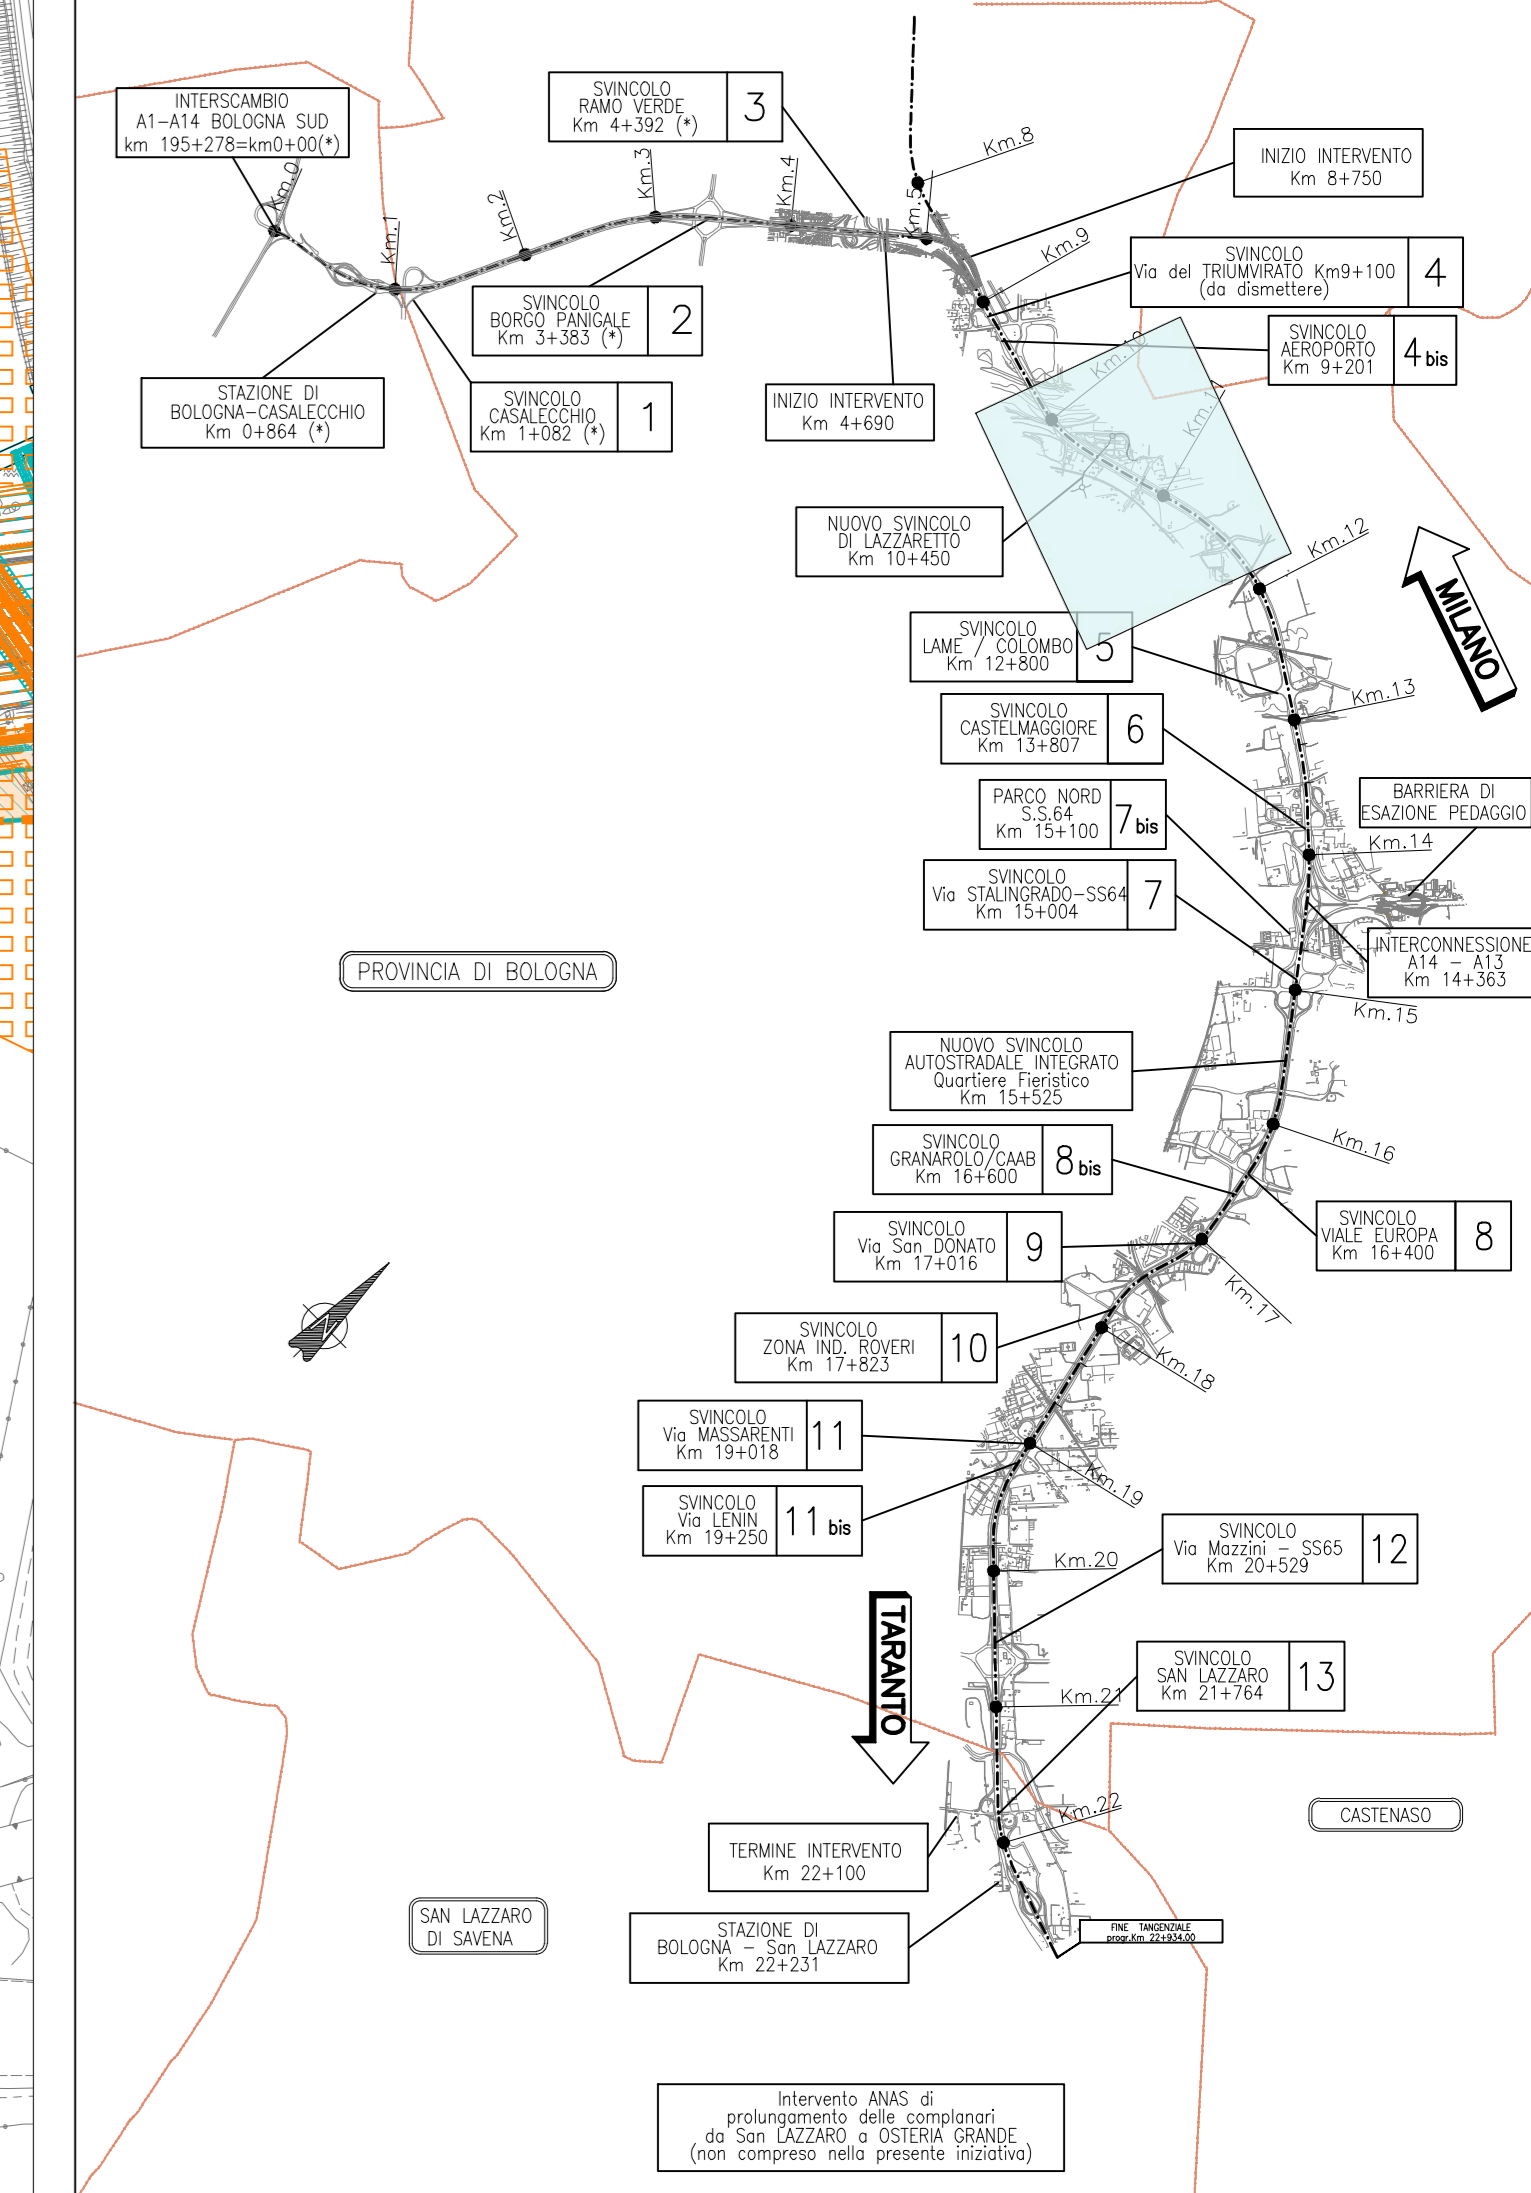 INTERSCAMBIO
A1-A14 BOLOGNA SUD
km 195+278=km0+00(*)
SVINCOLO
RAMO VERDE
Km 4+392 (*)
3
Km.0
Km.1
Km.2
Km.3
Km.4
Km.5
Km.8
Km.9
INIZIO INTERVENTO
Km 8+750
SVINCOLO
Via del TRIUMVIRATO Km9+100
(da dismettere)
4
SVINCOLO
BORGO PANIGALE
Km 3+383 (*)
2
SVINCOLO
AEROPORTO
Km 9+201
4 bis
STAZIONE DI
BOLOGNA-CASALECCHIO
Km 0+864 (*)
SVINCOLO
CASALECCHIO
Km 1+082 (*)
1
INIZIO INTERVENTO
Km 4+690
Km.10
Km.11
NUOVO SVINCOLO
DI LAZZARETTO
Km 10+450
Km.12
MILANO
SVINCOLO
LAME / COLOMBO
Km 12+800
5
Km.13
SVINCOLO
CASTELMAGGIORE
Km 13+807
6
PARCO NORD
S.S.64
Km 15+100
7 bis
BARRIERA DI
ESAZIONE PEDAGGIO
Km.14
SVINCOLO
Via STALINGRADO-SS64
Km 15+004
7
INTERCONNESSIONE
A14 - A13
Km 14+363
PROVINCIA DI BOLOGNA
Km.15
NUOVO SVINCOLO
AUTOSTRADALE INTEGRATO
Quartiere Fieristico
Km 15+525
Km.16
SVINCOLO
GRANAROLO/CAAB
Km 16+600
8 bis
SVINCOLO
VIALE EUROPA
Km 16+400
8
SVINCOLO
Via San DONATO
Km 17+016
9
Km.17
SVINCOLO
ZONA IND. ROVERI
Km 17+823
10
Km.18
SVINCOLO
Via MASSARENTI
Km 19+018
11
Km.19
SVINCOLO
Via LENIN
Km 19+250
11 bis
SVINCOLO
Via Mazzini - SS65
Km 20+529
12
Km.20
TARANTO
SVINCOLO
SAN LAZZARO
Km 21+764
13
Km.21
Km.22
CASTENASO
TERMINE INTERVENTO
Km 22+100
SAN LAZZARO
DI SAVENA
STAZIONE DI
BOLOGNA - San LAZZARO
Km 22+231
FINE TANGENZIALE
progr.Km 22+934.00
Intervento ANAS di
prolungamento delle complanari
da San LAZZARO a OSTERIA GRANDE
(non compreso nella presente iniziativa)